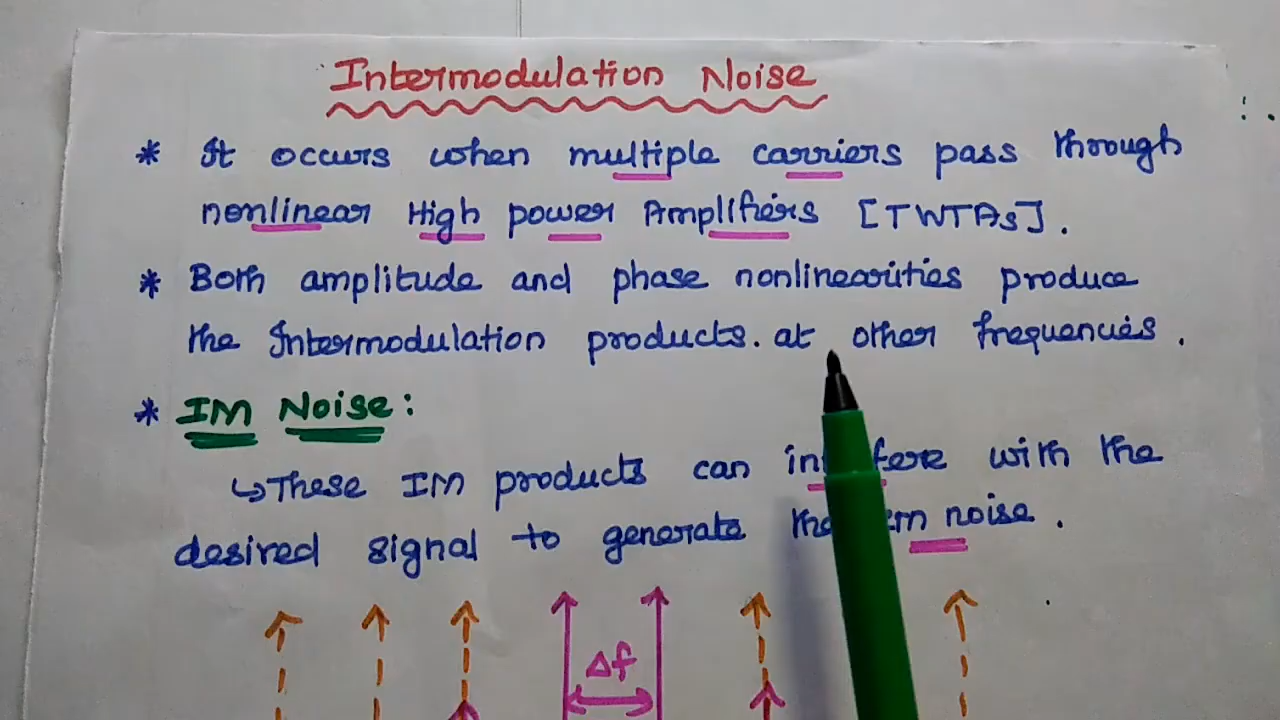 Intermodulation Noise
* It occurs when multiple carriers pass through
nonlinear High power Amplifiers [TWTAs].
* Both amplitude and phase nonlinearities produce
the Intermodulation products. at other frequencies.
* IM Noise:
↳These IM products can
with the
desired signal to generate
noise.
Δf